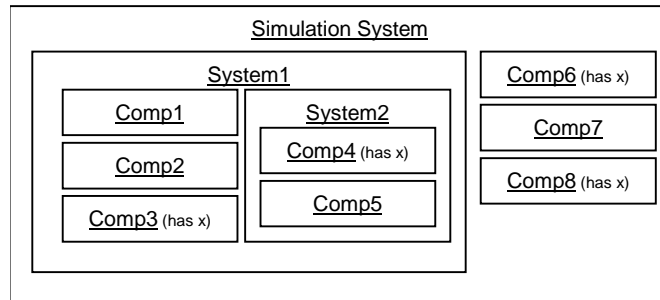 Simulation System
System1
Comp1
Comp2
Comp3 (has x)
System2
Comp4 (has x)
Comp5
Comp6 (has x)
Comp7
Comp8 (has x)